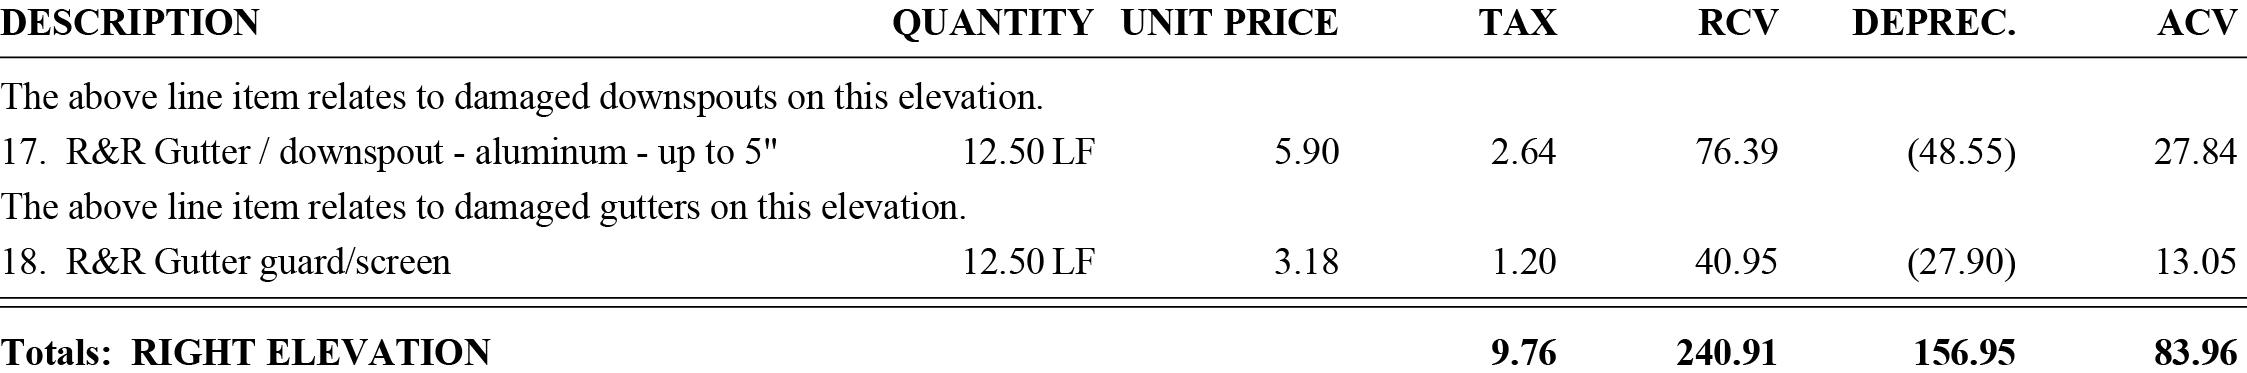 DESCRIPTION QUANTITY UNIT PRICE TAX RCV DEPREC. ACV
The above line item relates to damaged downspouts on this elevation.
17. R&R Gutter / downspout - aluminum - up to 5" 12.50 LF 5.90 2.64 76.39 (48.55) 27.84
The above line item relates to damaged gutters on this elevation.
18. R&R Gutter guard/screen 12.50 LF 3.18 1.20 40.95 (27.90) 13.05
Totals: RIGHT ELEVATION 9.76 240.91 156.95 83.96